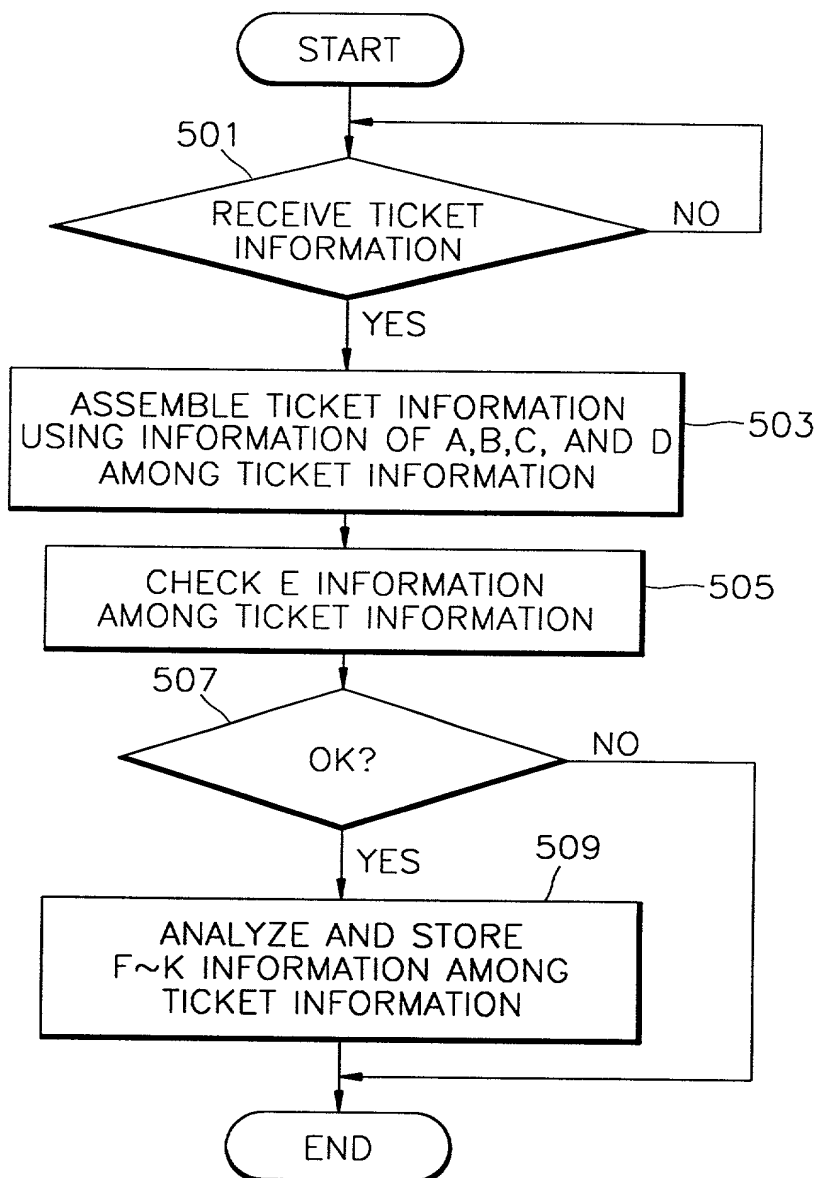 START
501
RECEIVE TICKET
INFORMATION
NO
YES
ASSEMBLE TICKET INFORMATION
USING INFORMATION OF A,B,C, AND D
AMONG TICKET INFORMATION
503
CHECK E INFORMATION
AMONG TICKET INFORMATION
505
507
OK?
NO
YES
509
ANALYZE AND STORE
F~K INFORMATION AMONG
TICKET INFORMATION
END